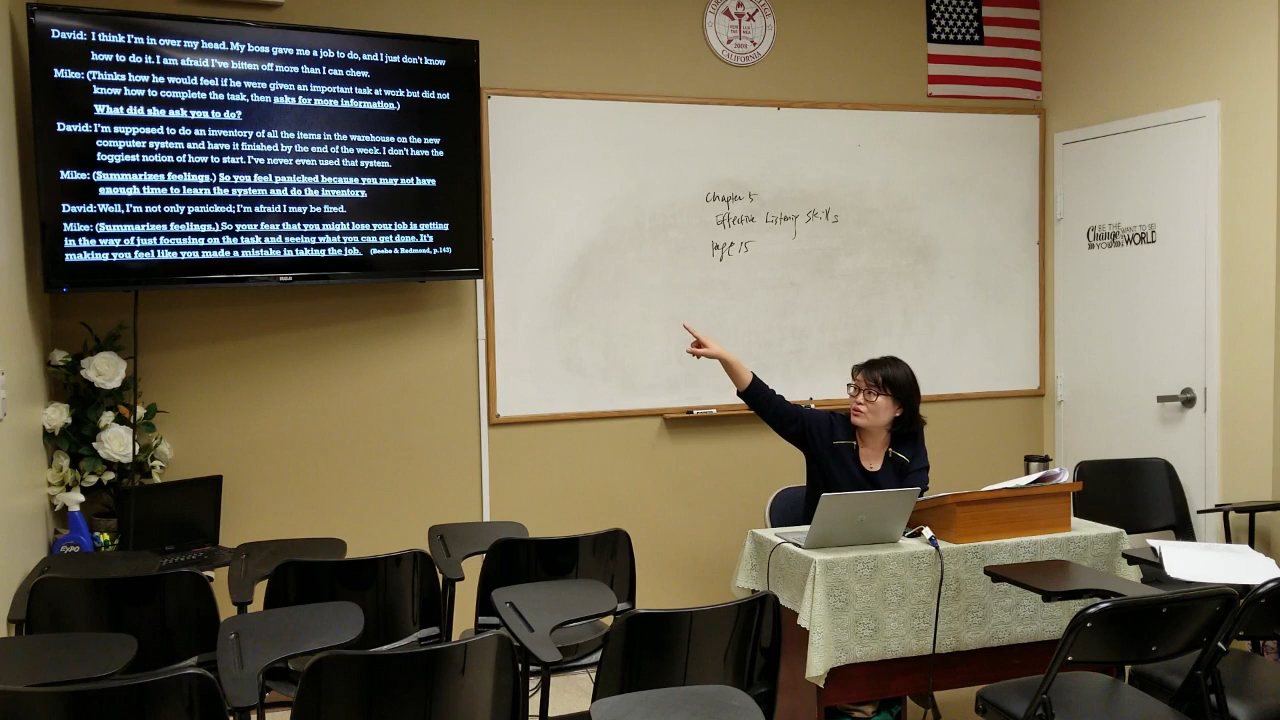 David: I think I'm in over my head. My boss gave me a job to do, and I just don't know
how to do it. I am afraid I've bitten off more than I can chew.
Mike: (Thinks how he would feel if he were given an important task at work but did not
know how to complete the task, then asks for more information.)
What did she ask you to do?
David: I'm supposed to do an inventory of all the items in the warehouse on the new
computer system and have it finished by the end of the week. I don't have the
foggiest notion of how to start. I've never even used that system.
Mike: (Summarizes feelings.) So you feel panicked because you may not have
enough time to learn the system and do the inventory.
David: Well, I'm not only panicked; I'm afraid I may be fired.
Mike: (Summarizes feelings.) So your fear that you might lose your job is getting
in the way of just focusing on the task and seeing what you can get done. It's
making you feel like you made a mistake in taking the job. (Beebe & Redmond, p.143)
2008
CALIFORNIA
Chapter 5
Effective Listening Skills
page 15
BE THE
Change YOU WANT TO SEE
IN THE WORLD
EXPO